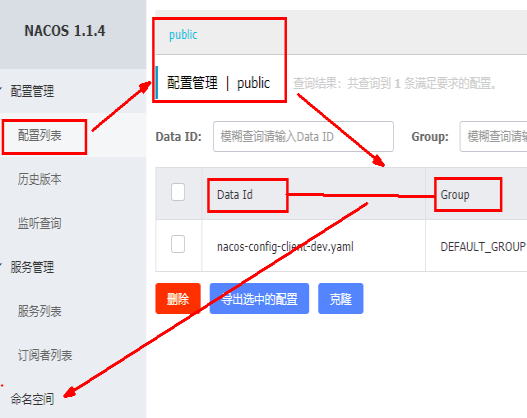 NACOS 1.1.4
配置管理
配置列表
历史版本
监听查询
服务管理
服务列表
订阅者列表
命名空间
public
配置管理 | public 查询结果：共查询到 1 条满足要求的配置。
Data ID: 模糊查询请输入Data ID Group: 模糊查询请
Data Id Group
nacos-config-client-dev.yaml DEFAULT_GROUP
删除 导出选中的配置 克隆